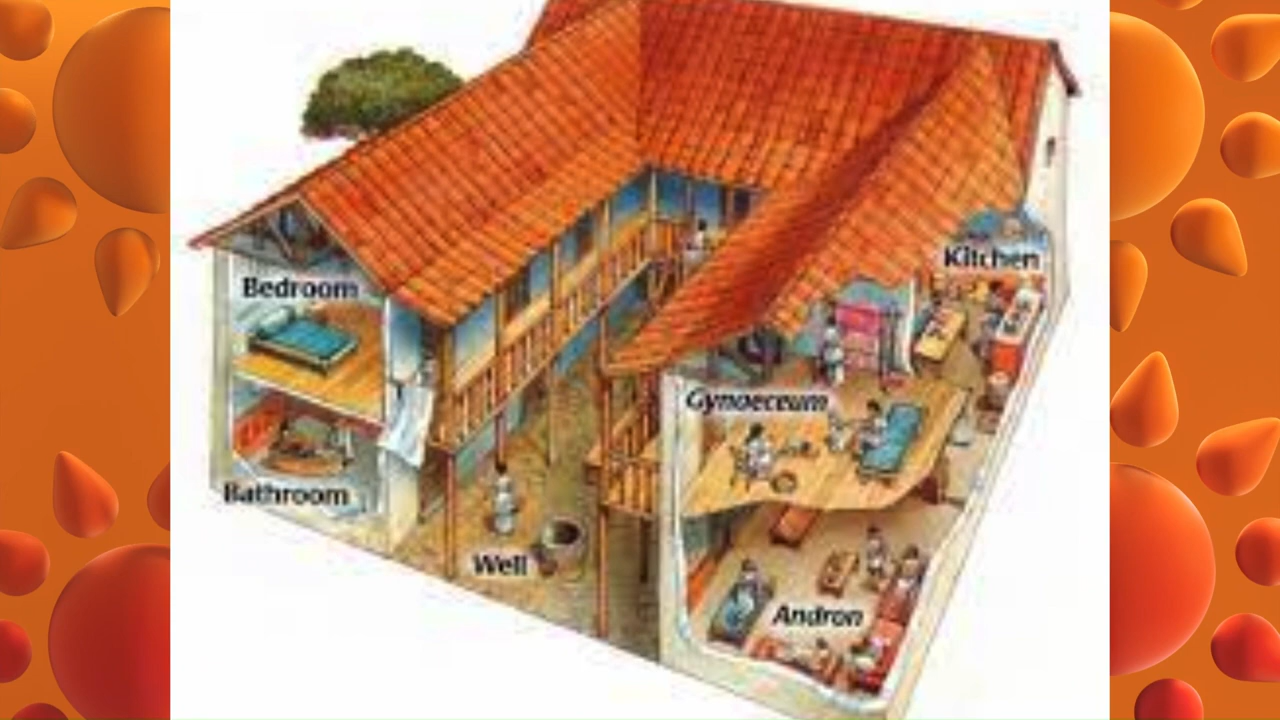 Kitchen
Bedroom
Gynaeceum
Bathroom
Well
Andron